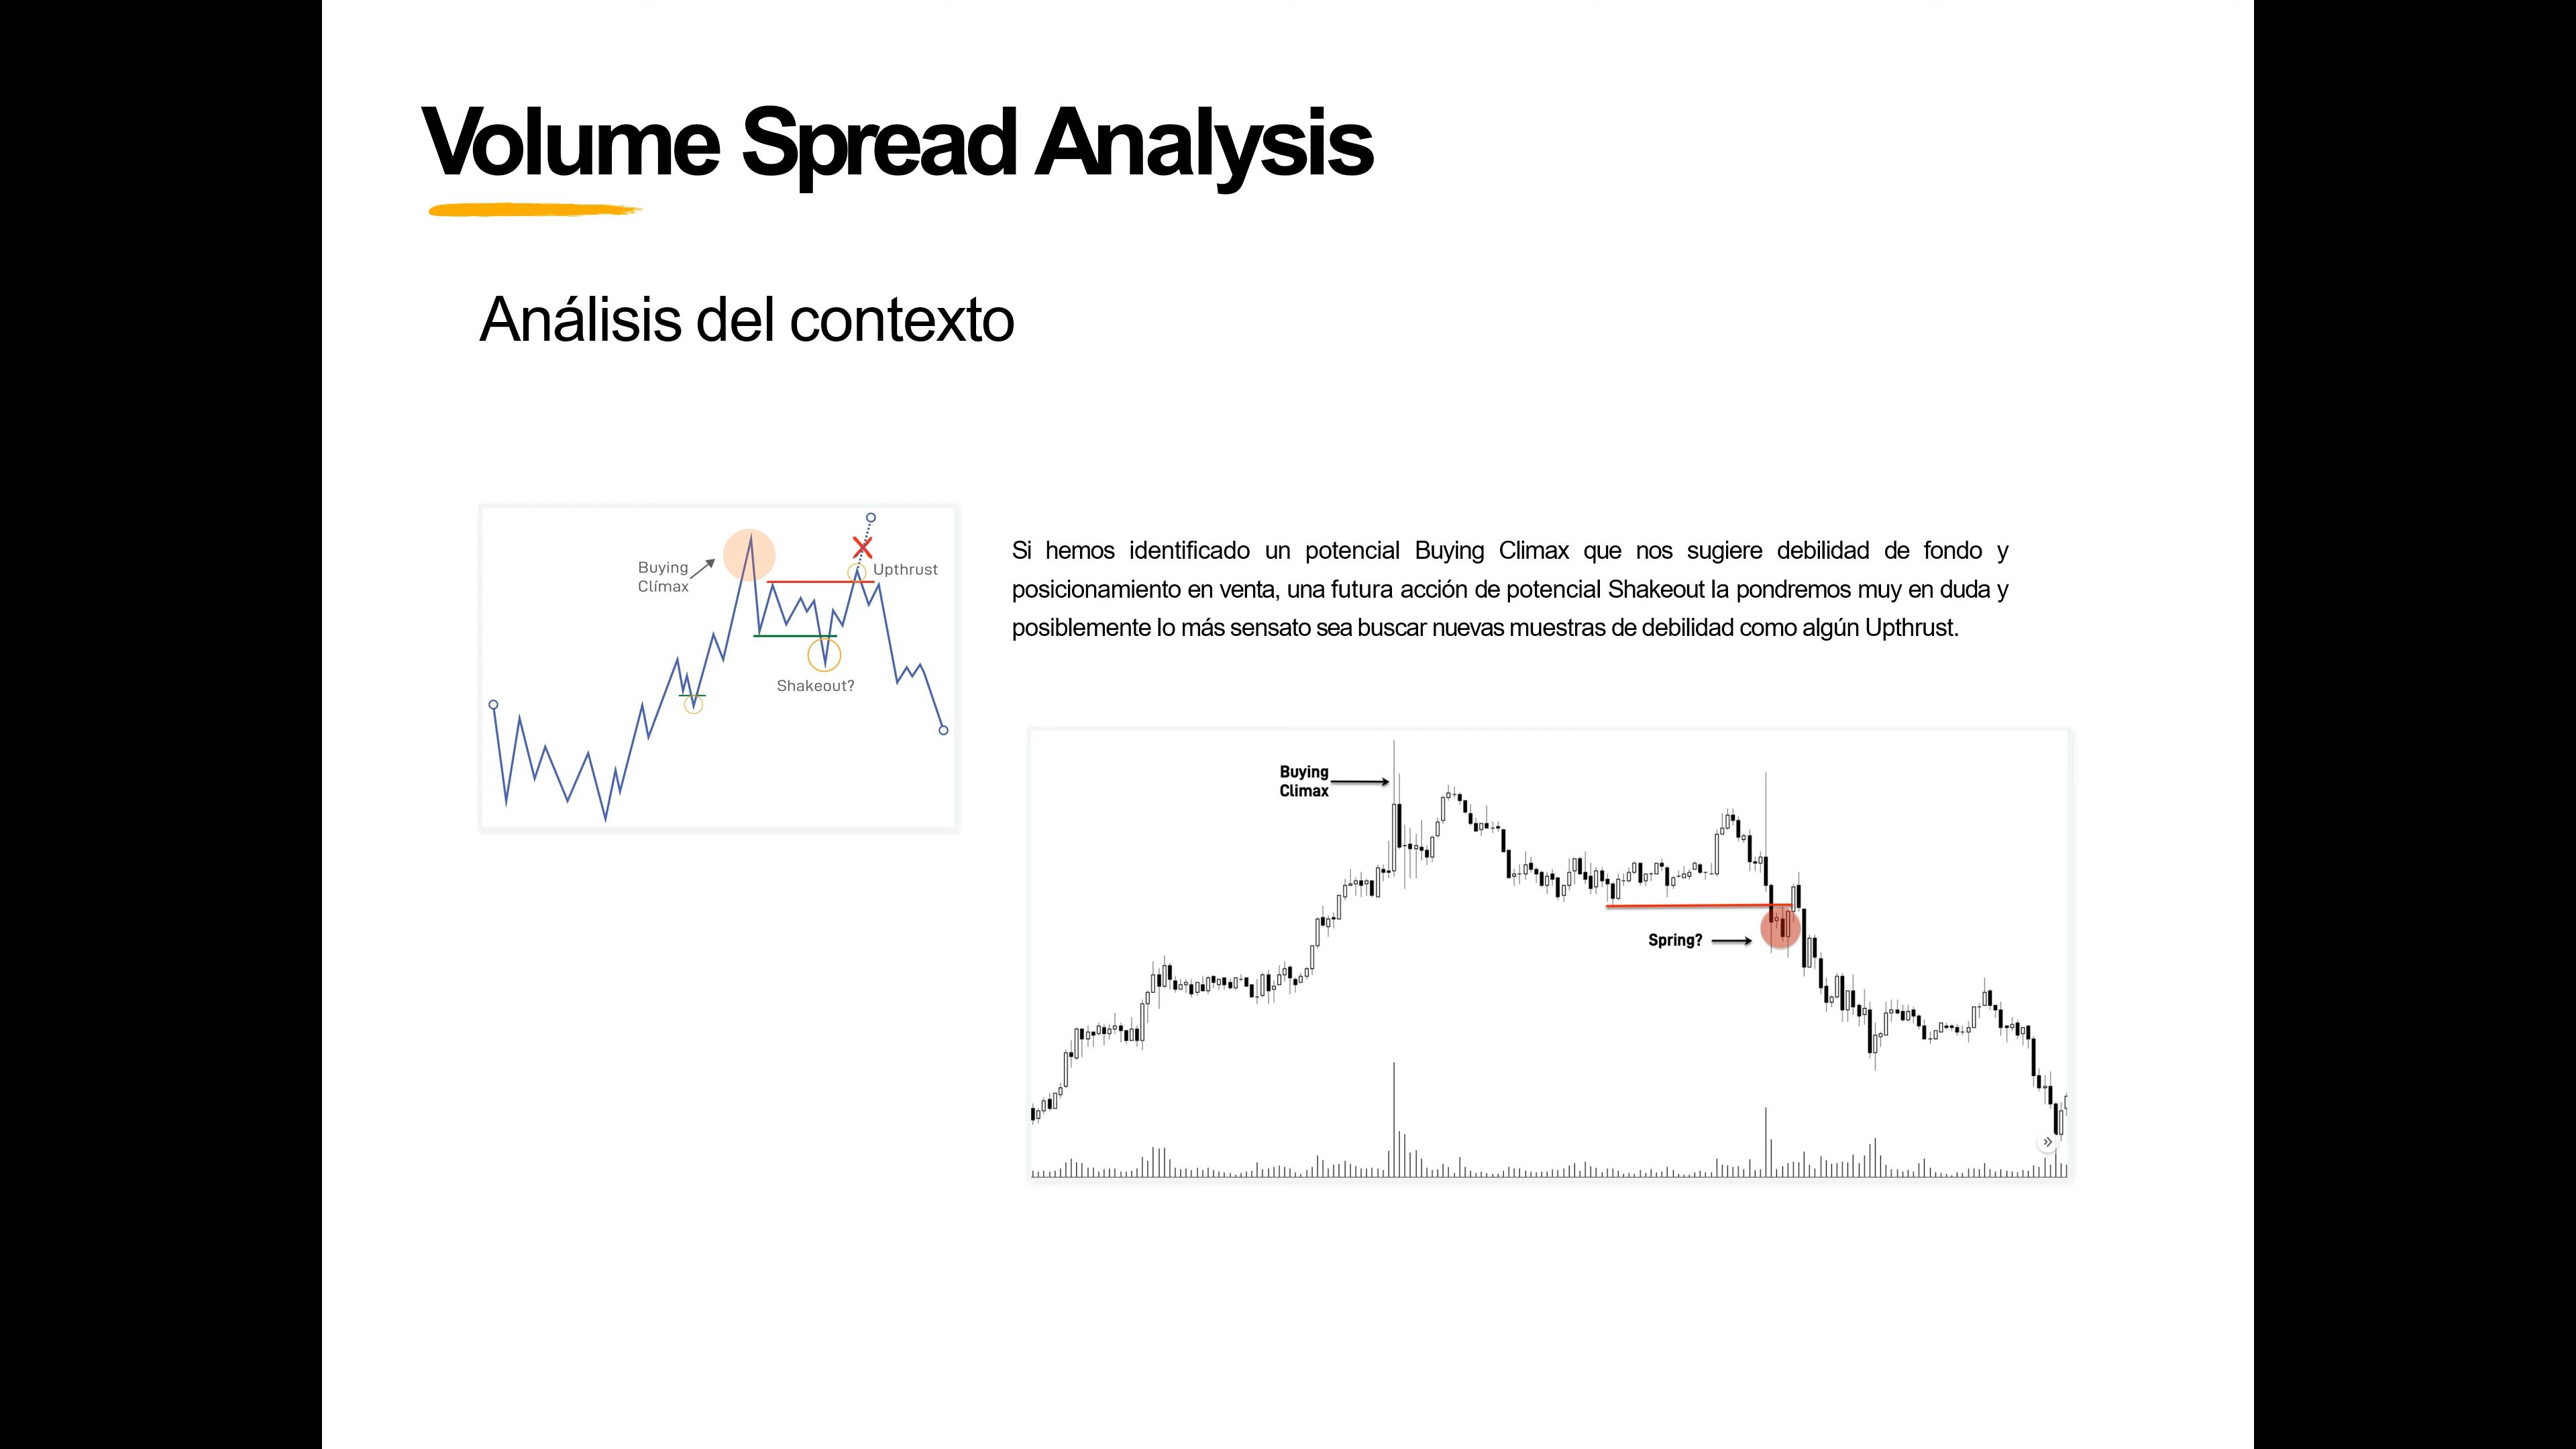 Volume Spread Analysis
Análisis del contexto
Buying
Clímax
Upthrust
Shakeout?
Si hemos identificado un potencial Buying Climax que nos sugiere debilidad de fondo y
posicionamiento en venta, una futura acción de potencial Shakeout la pondremos muy en duda y
posiblemente lo más sensato sea buscar nuevas muestras de debilidad como algún Upthrust.
Buying
Climax
Spring?